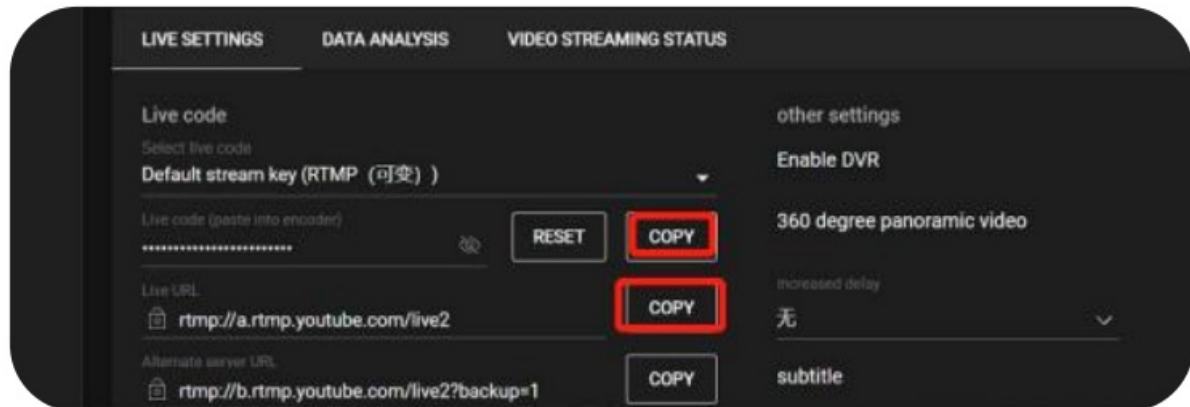 LIVE SETTINGS DATA ANALYSIS VIDEO STREAMING STATUS
Live code
Select live code
Default stream key (RTMP (可变) )
Live code (paste into encoder)
•••••••••••••••••••••••• RESET COPY
Live URL
rtmp://a.rtmp.youtube.com/live2 COPY
Alternate server URL
rtmp://b.rtmp.youtube.com/live2?backup=1 COPY
other settings
Enable DVR
360 degree panoramic video
increased delay
无
subtitle